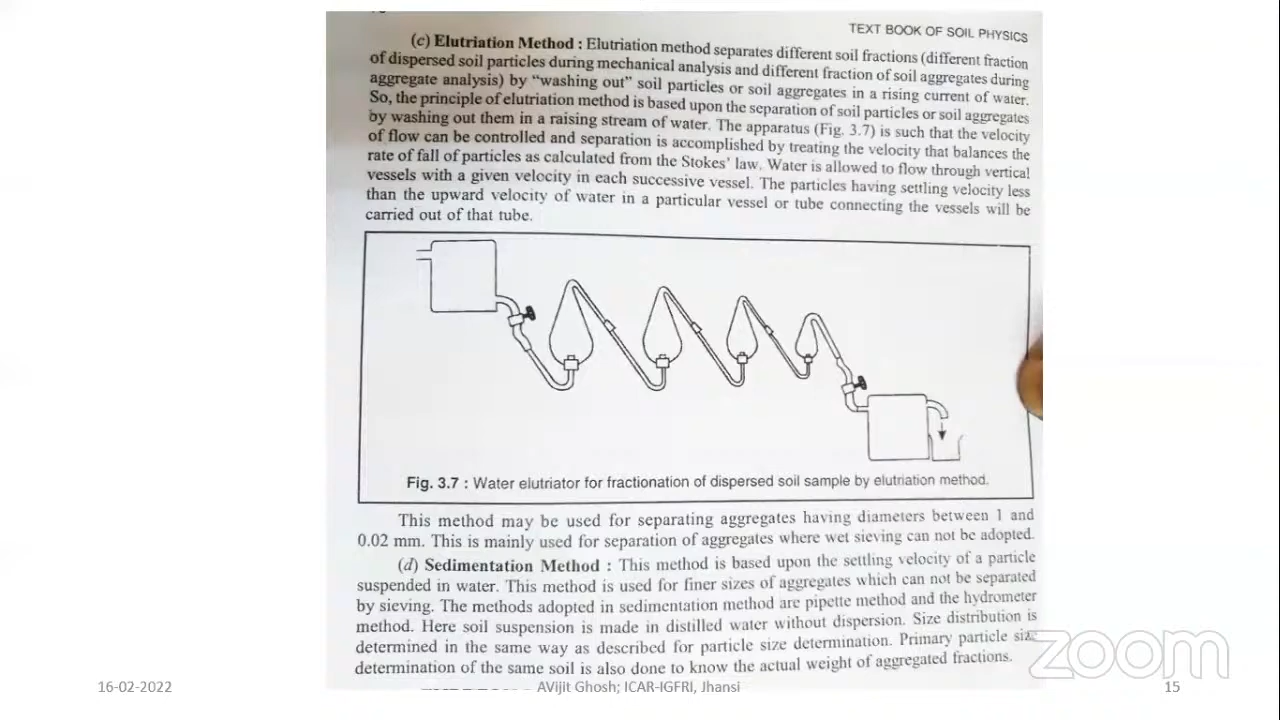 TEXT BOOK OF SOIL PHYSICS
(c) Elutriation Method : Elutriation method separates different soil fractions (different fraction
of dispersed soil particles during mechanical analysis and different fraction of soil aggregates during
aggregate analysis) by “washing out” soil particles or soil aggregates in a rising current of water.
So, the principle of elutriation method is based upon the separation of soil particles or soil aggregates
by washing out them in a raising stream of water. The apparatus (Fig. 3.7) is such that the velocity
of flow can be controlled and separation is accomplished by treating the velocity that balances the
rate of fall of particles as calculated from the Stokes’ law. Water is allowed to flow through vertical
vessels with a given velocity in each successive vessel. The particles having settling velocity less
than the upward velocity of water in a particular vessel or tube connecting the vessels will be
carried out of that tube.
Fig. 3.7 : Water elutriator for fractionation of dispersed soil sample by elutriation method.
This method may be used for separating aggregates having diameters between 1 and
0.02 mm. This is mainly used for separation of aggregates where wet sieving can not be adopted.
(d) Sedimentation Method : This method is based upon the settling velocity of a particle
suspended in water. This method is used for finer sizes of aggregates which can not be separated
by sieving. The methods adopted in sedimentation method are pipette method and the hydrometer
method. Here soil suspension is made in distilled water without dispersion. Size distribution is
determined in the same way as described for particle size determination. Primary particle size
determination of the same soil is also done to know the actual weight of aggregated fractions.
zoom
16-02-2022
AVijit Ghosh; ICAR-IGFRI, Jhansi
15